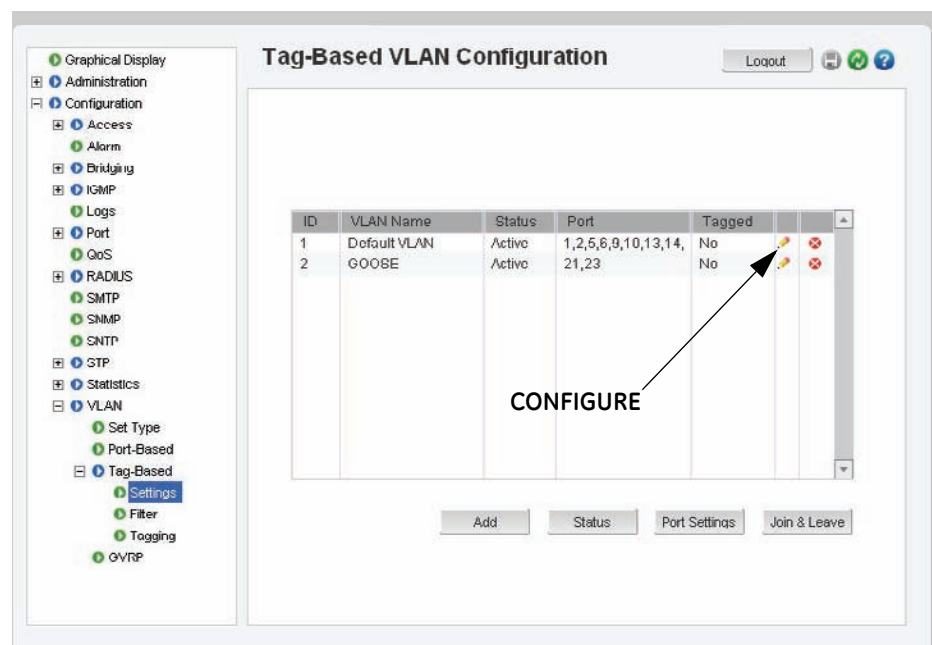 Tag-Based VLAN Configuration
Logout
Graphical Display
Administration
Configuration
Access
Alarm
Bridging
IGMP
Logs
Port
QoS
RADIUS
SMTP
SNMP
SNTP
STP
Statistics
VLAN
Set Type
Port-Based
Tag-Based
Settings
Filter
Tagging
GVRP
ID VLAN Name Status Port Tagged
1 Default VLAN Active 1,2,5,6,9,10,13,14, No
2 GOOSE Active 21,23 No
CONFIGURE
Add Status Port Settings Join & Leave